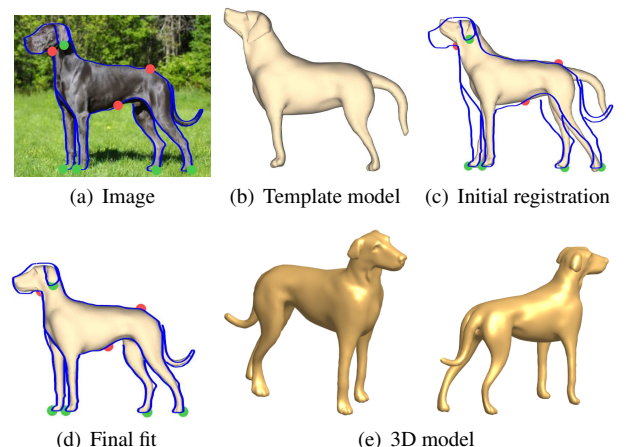 (a) Image
(b) Template model
(c) Initial registration
(d) Final fit
(e) 3D model